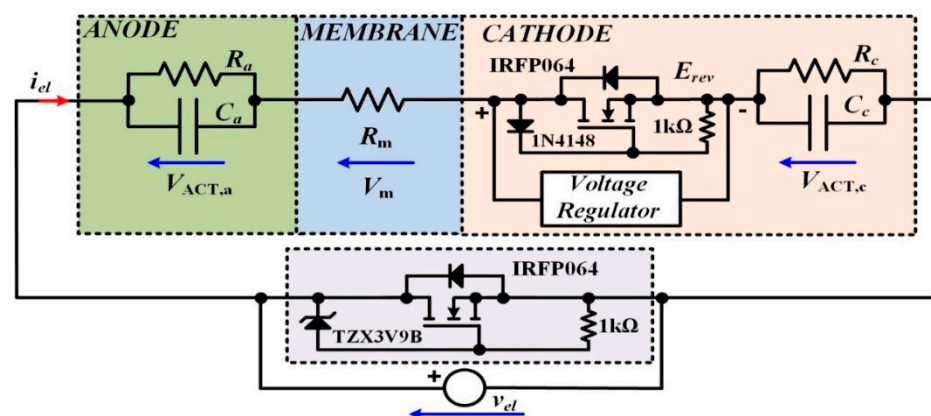 ANODE MEMBRANE CATHODE
IRFP064
i_el
R_a
E_rev
R_c
C_a
+
-
C_c
R_m
1N4148
1kΩ
V_ACT,a
V_m
Voltage
Regulator
V_ACT,c
IRFP064
TZX3V9B
1kΩ
+
v_el